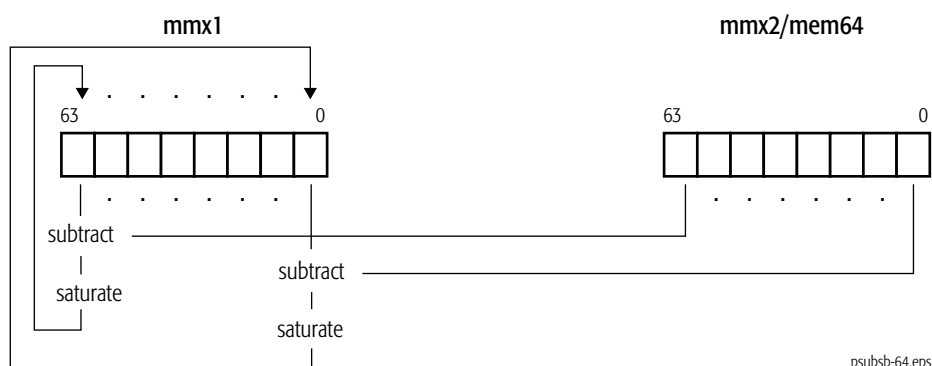 mmx1
mmx2/mem64
. . . . . .
63
0
63
0
. . . . . .
. . . . . .
subtract
subtract
saturate
saturate
psubsb-64.eps